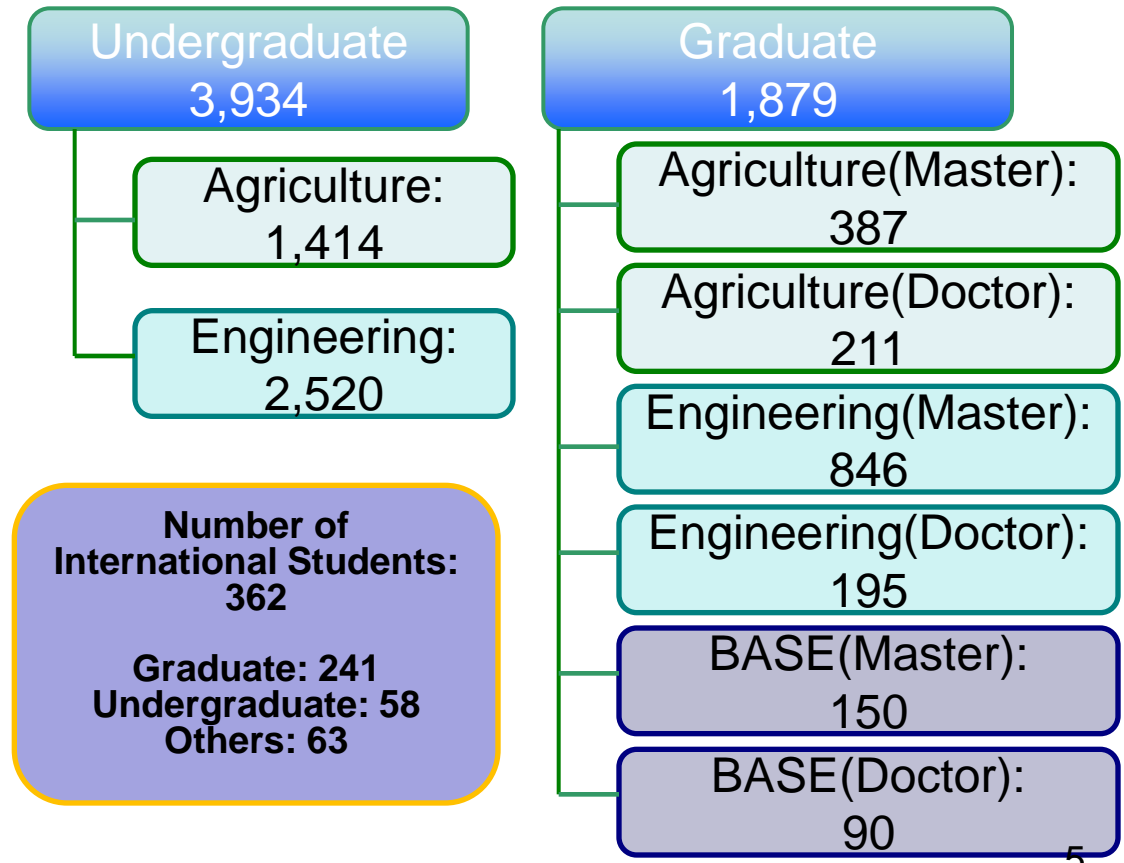 Undergraduate
3,934
Agriculture:
1,414
Engineering:
2,520
Number of
International Students:
362
Graduate: 241
Undergraduate: 58
Others: 63
Graduate
1,879
Agriculture(Master):
387
Agriculture(Doctor):
211
Engineering(Master):
846
Engineering(Doctor):
195
BASE(Master):
150
BASE(Doctor):
90
5